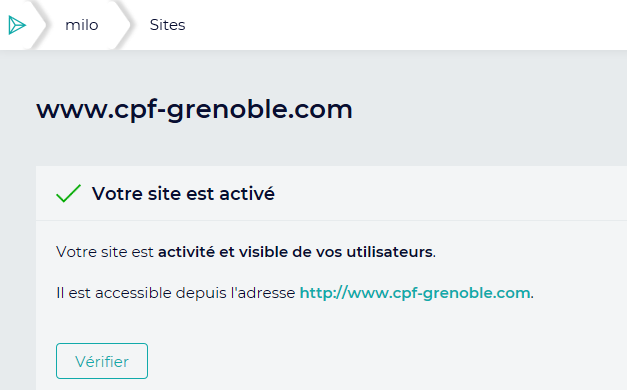 milo
Sites
www.cpf-grenoble.com
Votre site est activé
Votre site est activité et visible de vos utilisateurs.
Il est accessible depuis l'adresse http://www.cpf-grenoble.com.
Vérifier